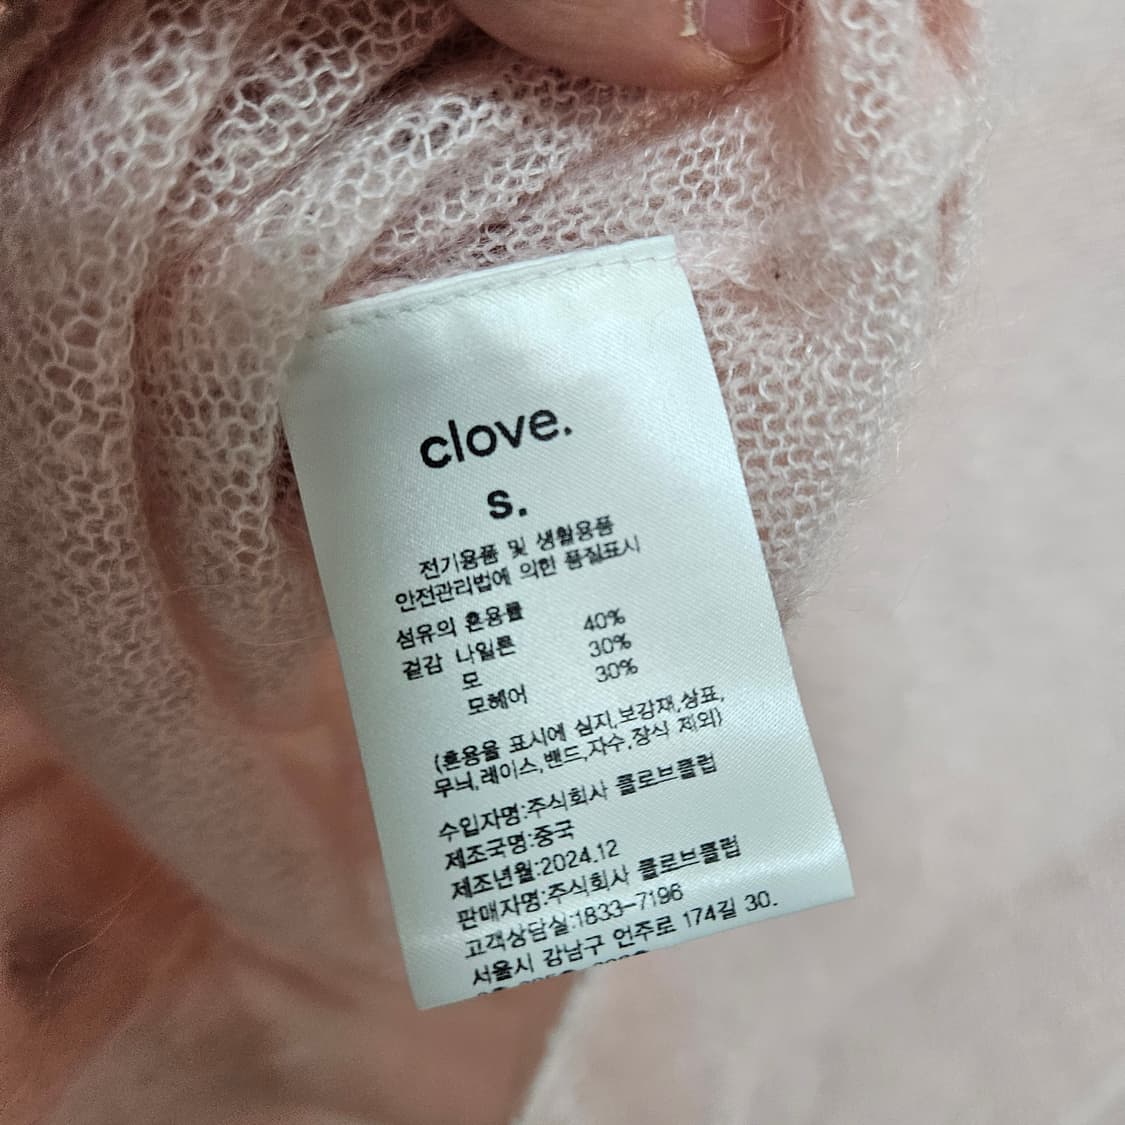 clove.
s.
전기용품 및 생활용품
안전관리법에 의한 품질표시
섬유의 혼용률
겉감 나일론 40%
모 30%
모헤어 30%
(혼용율 표시에 심지,보강재,상표,
무늬,레이스,밴드,자수,장식 제외)
수입자명:주식회사 클로브클럽
제조국명:중국
제조년월:2024.12
판매자명:주식회사 클로브클럽
고객상담실:1833-7196
서울시 강남구 언주로 174길 30.